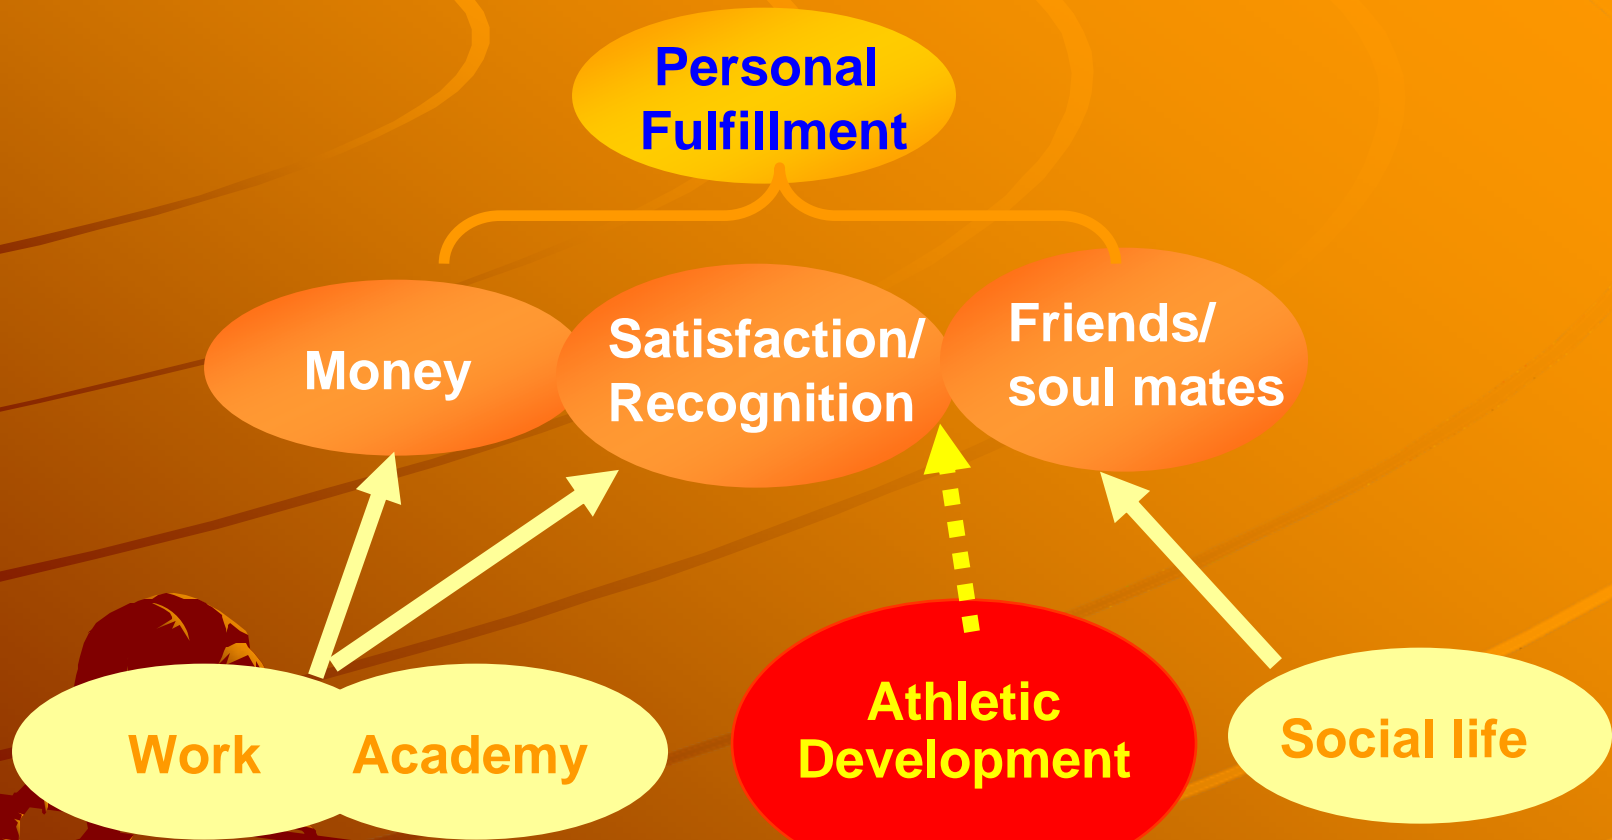 Personal
Fulfillment
Money
Satisfaction/
Recognition
Friends/
soul mates
Work
Academy
Athletic
Development
Social life